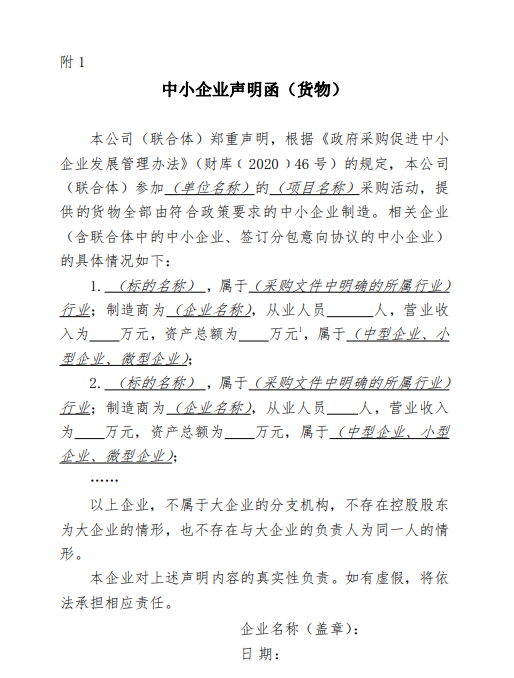 附1
中小企业声明函（货物）
本公司（联合体）郑重声明，根据《政府采购促进中小
企业发展管理办法》（财库﹝2020﹞46 号）的规定，本公司
（联合体）参加（单位名称）的（项目名称）采购活动，提
供的货物全部由符合政策要求的中小企业制造。相关企业
（含联合体中的中小企业、签订分包意向协议的中小企业）
的具体情况如下：
1. （标的名称） ，属于（采购文件中明确的所属行业）
行业；制造商为（企业名称），从业人员______人，营业收
入为____万元，资产总额为____万元1，属于（中型企业、小
型企业、微型企业）；
2. （标的名称） ，属于（采购文件中明确的所属行业）
行业；制造商为（企业名称），从业人员____人，营业收入
为____万元，资产总额为____万元，属于（中型企业、小型
企业、微型企业）；
……
以上企业，不属于大企业的分支机构，不存在控股股东
为大企业的情形，也不存在与大企业的负责人为同一人的情
形。
本企业对上述声明内容的真实性负责。如有虚假，将依
法承担相应责任。
企业名称（盖章）：
日 期：